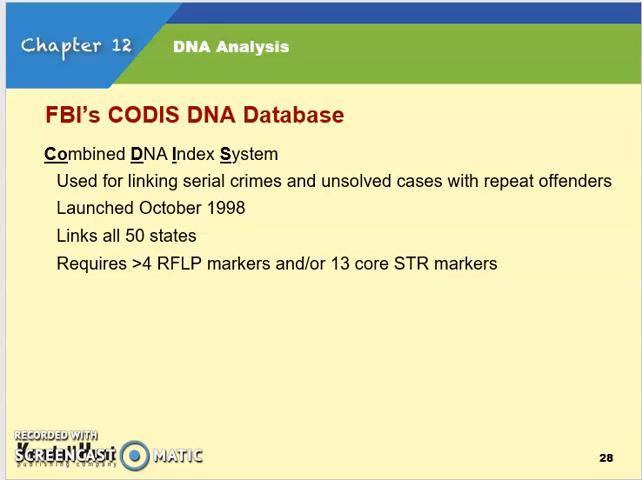 Chapter 12
DNA Analysis
FBI's CODIS DNA Database
Combined DNA Index System
Used for linking serial crimes and unsolved cases with repeat offenders
Launched October 1998
Links all 50 states
Requires >4 RFLP markers and/or 13 core STR markers
RECORDED WITH
SCREENCAST MATIC
publishing company
28